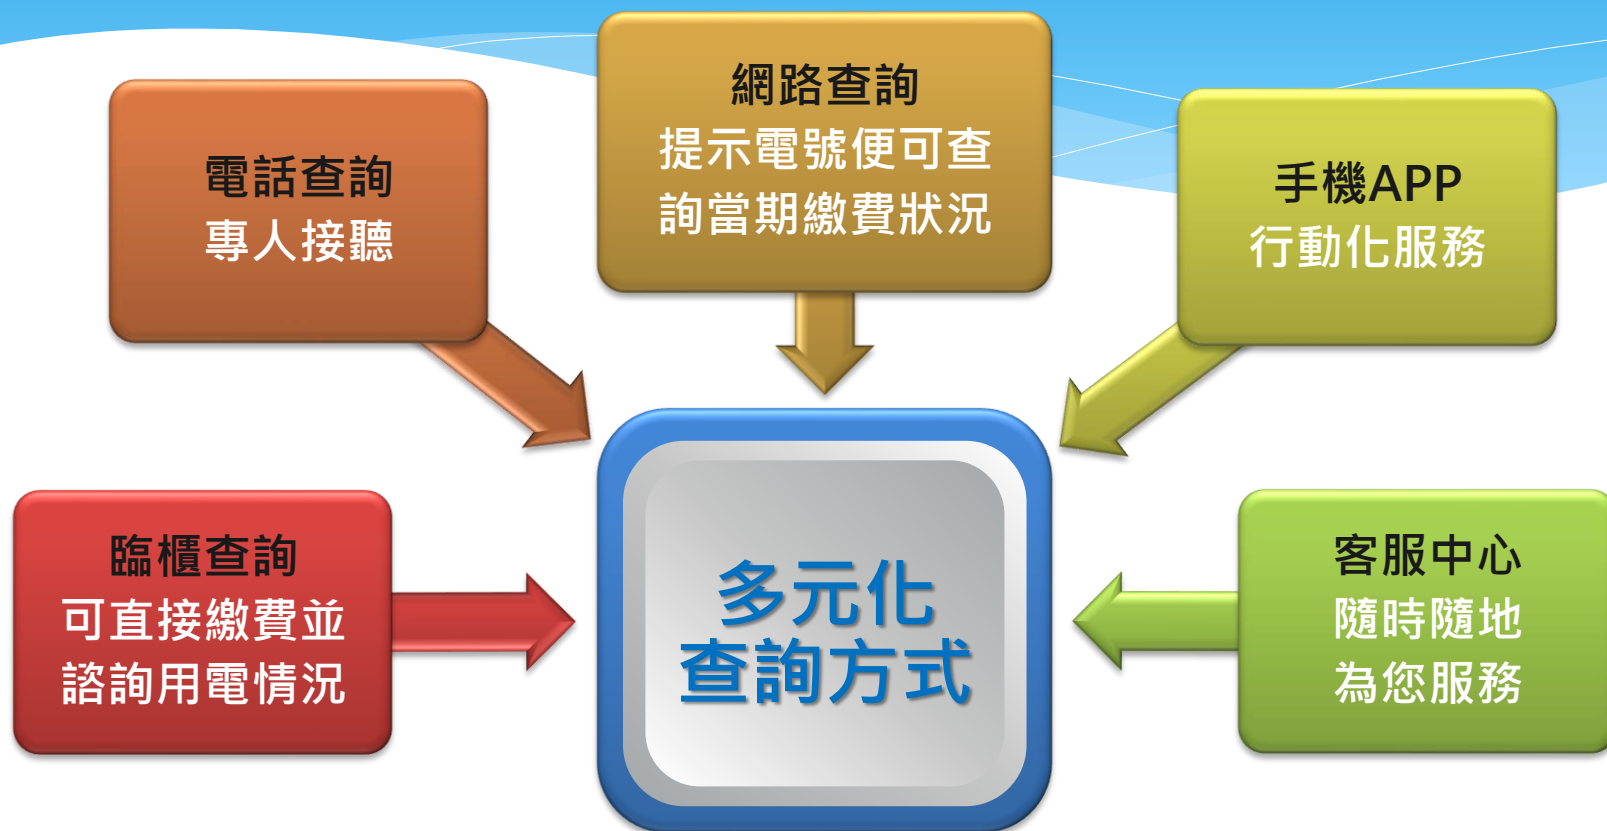 網路查詢
提示電號便可查
詢當期繳費狀況
電話查詢
專人接聽
手機APP
行動化服務
臨櫃查詢
可直接繳費並
諮詢用電情況
多元化
查詢方式
客服中心
隨時隨地
為您服務